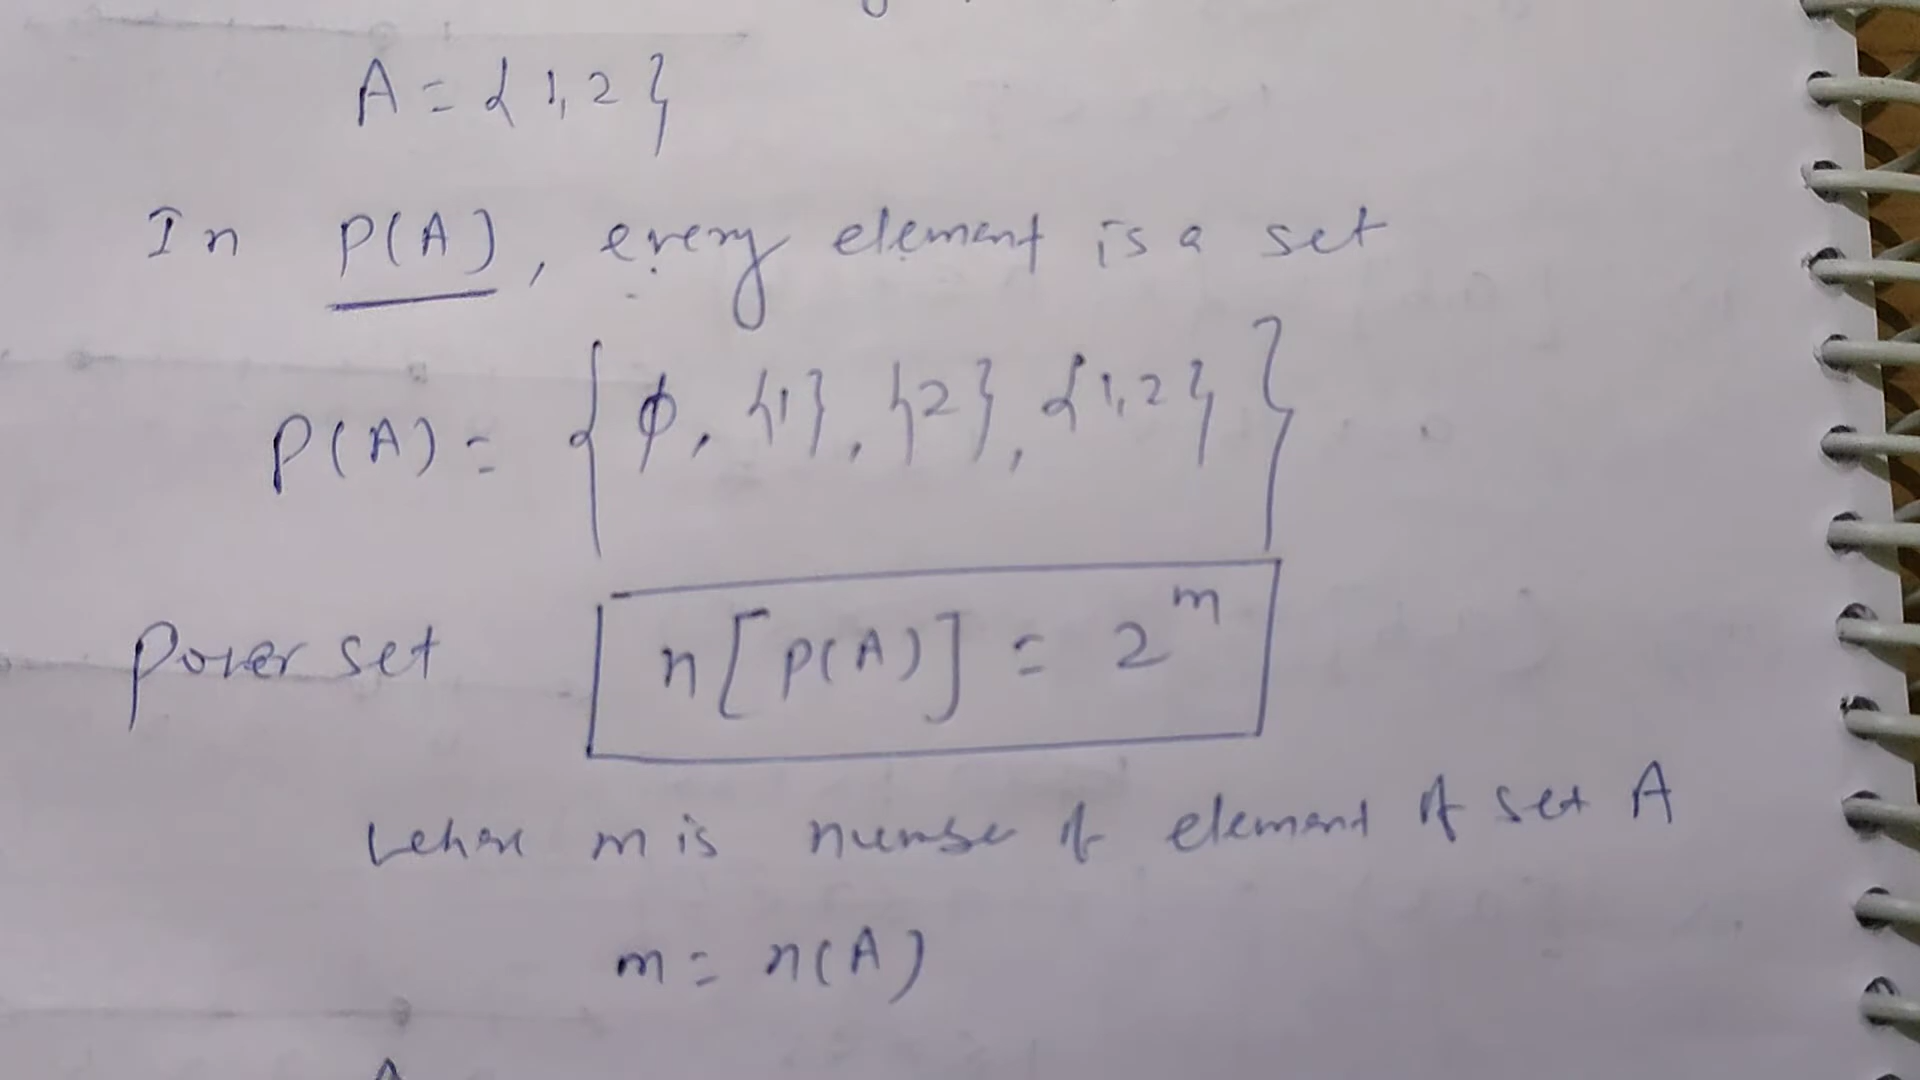 A = {1, 2}
In P(A), every element is a set
P(A) = {ϕ, {1}, {2}, {1,2}}
Power set n[P(A)] = 2^m
where m is number of element of set A
m = n(A)